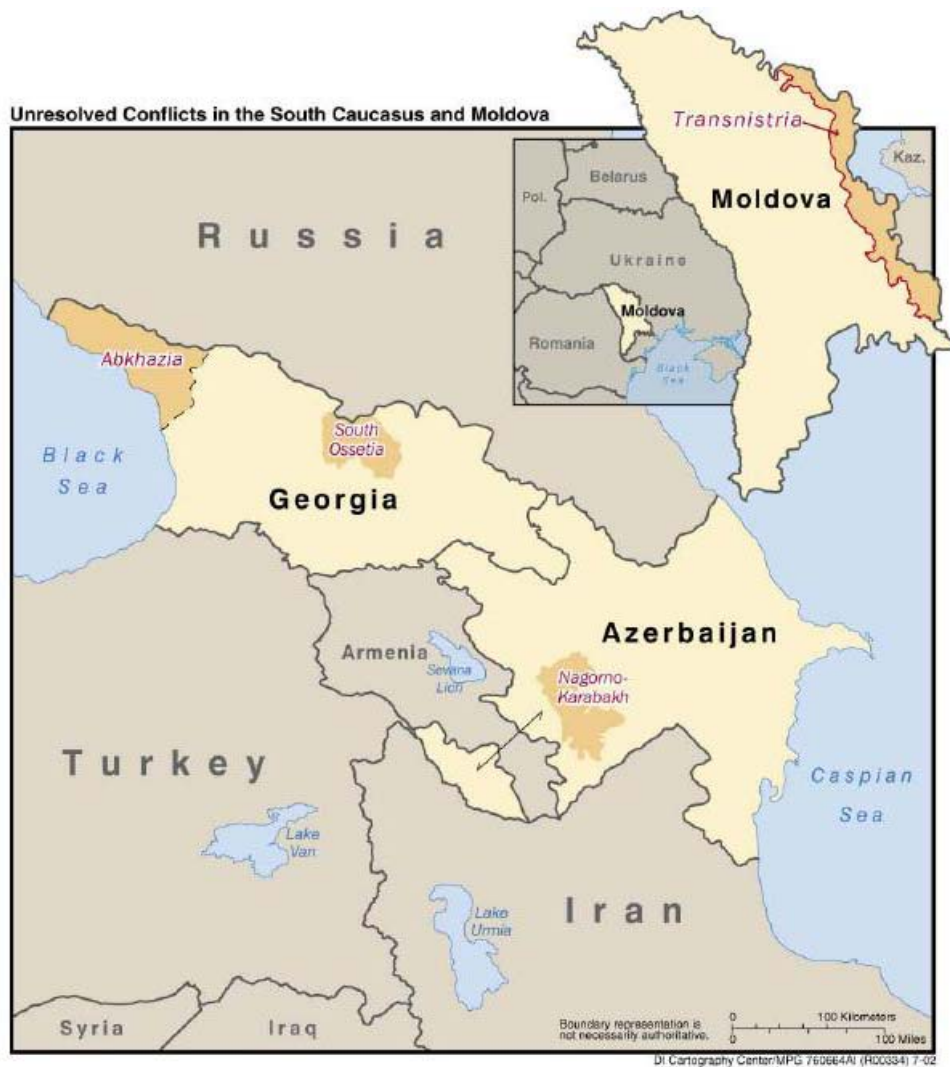 Unresolved Conflicts in the South Caucasus and Moldova
Transnistria
Moldova
Kaz.
Pol.
Belarus
Ukraine
Moldova
Romania
Black
Sea
Russia
Abkhazia
South
Ossetia
Black
Sea
Georgia
Azerbaijan
Armenia
Sevana
Lich
Nagorno-
Karabakh
Turkey
Caspian
Sea
Lake
Van
Iran
Lake
Urmia
Syria
Iraq
Boundary representation is
not necessarily authoritative.
0 100 Kilometers
0 100 Miles
DI Cartography Center/MPG 760664AI (R00334) 7-02